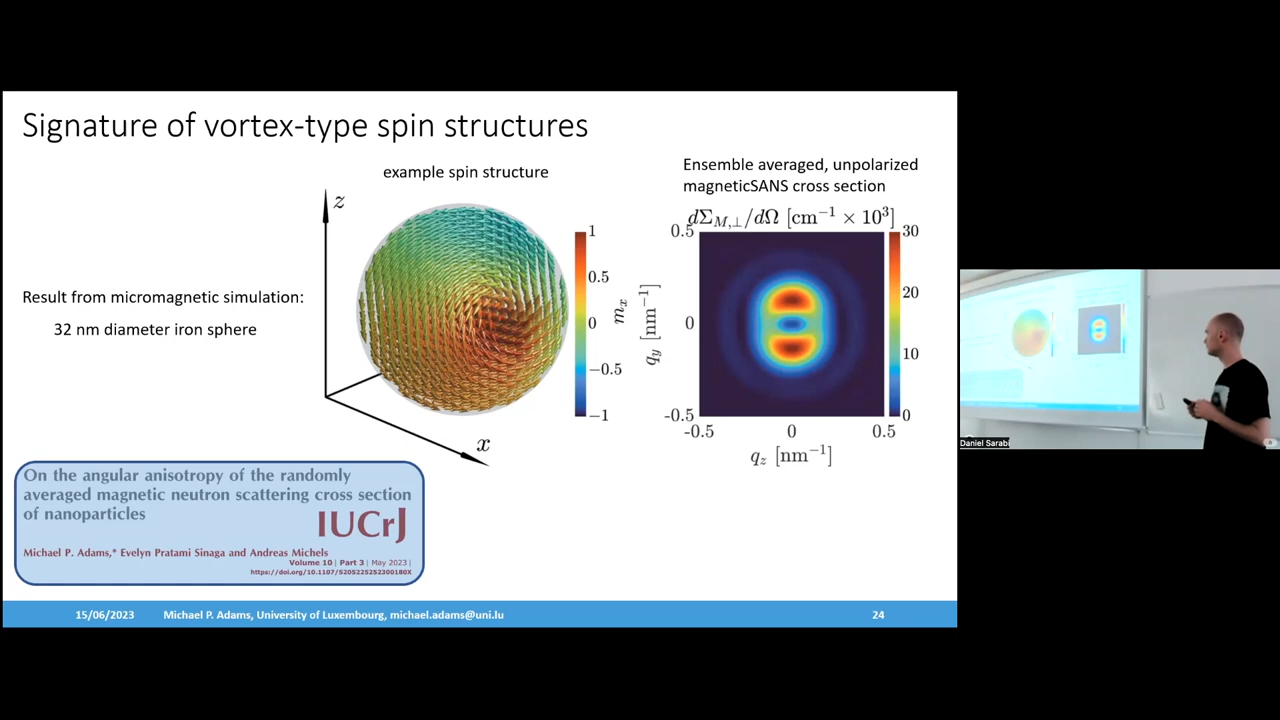 Signature of vortex-type spin structures
example spin structure
Ensemble averaged, unpolarized
magneticSANS cross section
Result from micromagnetic simulation:
32 nm diameter iron sphere
z
x
1
0.5
0
−0.5
−1
m_x
dΣ_{M,⊥}/dΩ [cm⁻¹ × 10³]
0.5
0
-0.5
q_y [nm⁻¹]
-0.5
0
0.5
q_z [nm⁻¹]
30
20
10
0
On the angular anisotropy of the randomly
averaged magnetic neutron scattering cross section
of nanoparticles
IUCrJ
Michael P. Adams,* Evelyn Pratami Sinaga and Andreas Michels
Volume 10 | Part 3 | May 2023 |
https://doi.org/10.1107/S205225252300180X
15/06/2023 Michael P. Adams, University of Luxembourg, michael.adams@uni.lu 24
Daniel Sarabi